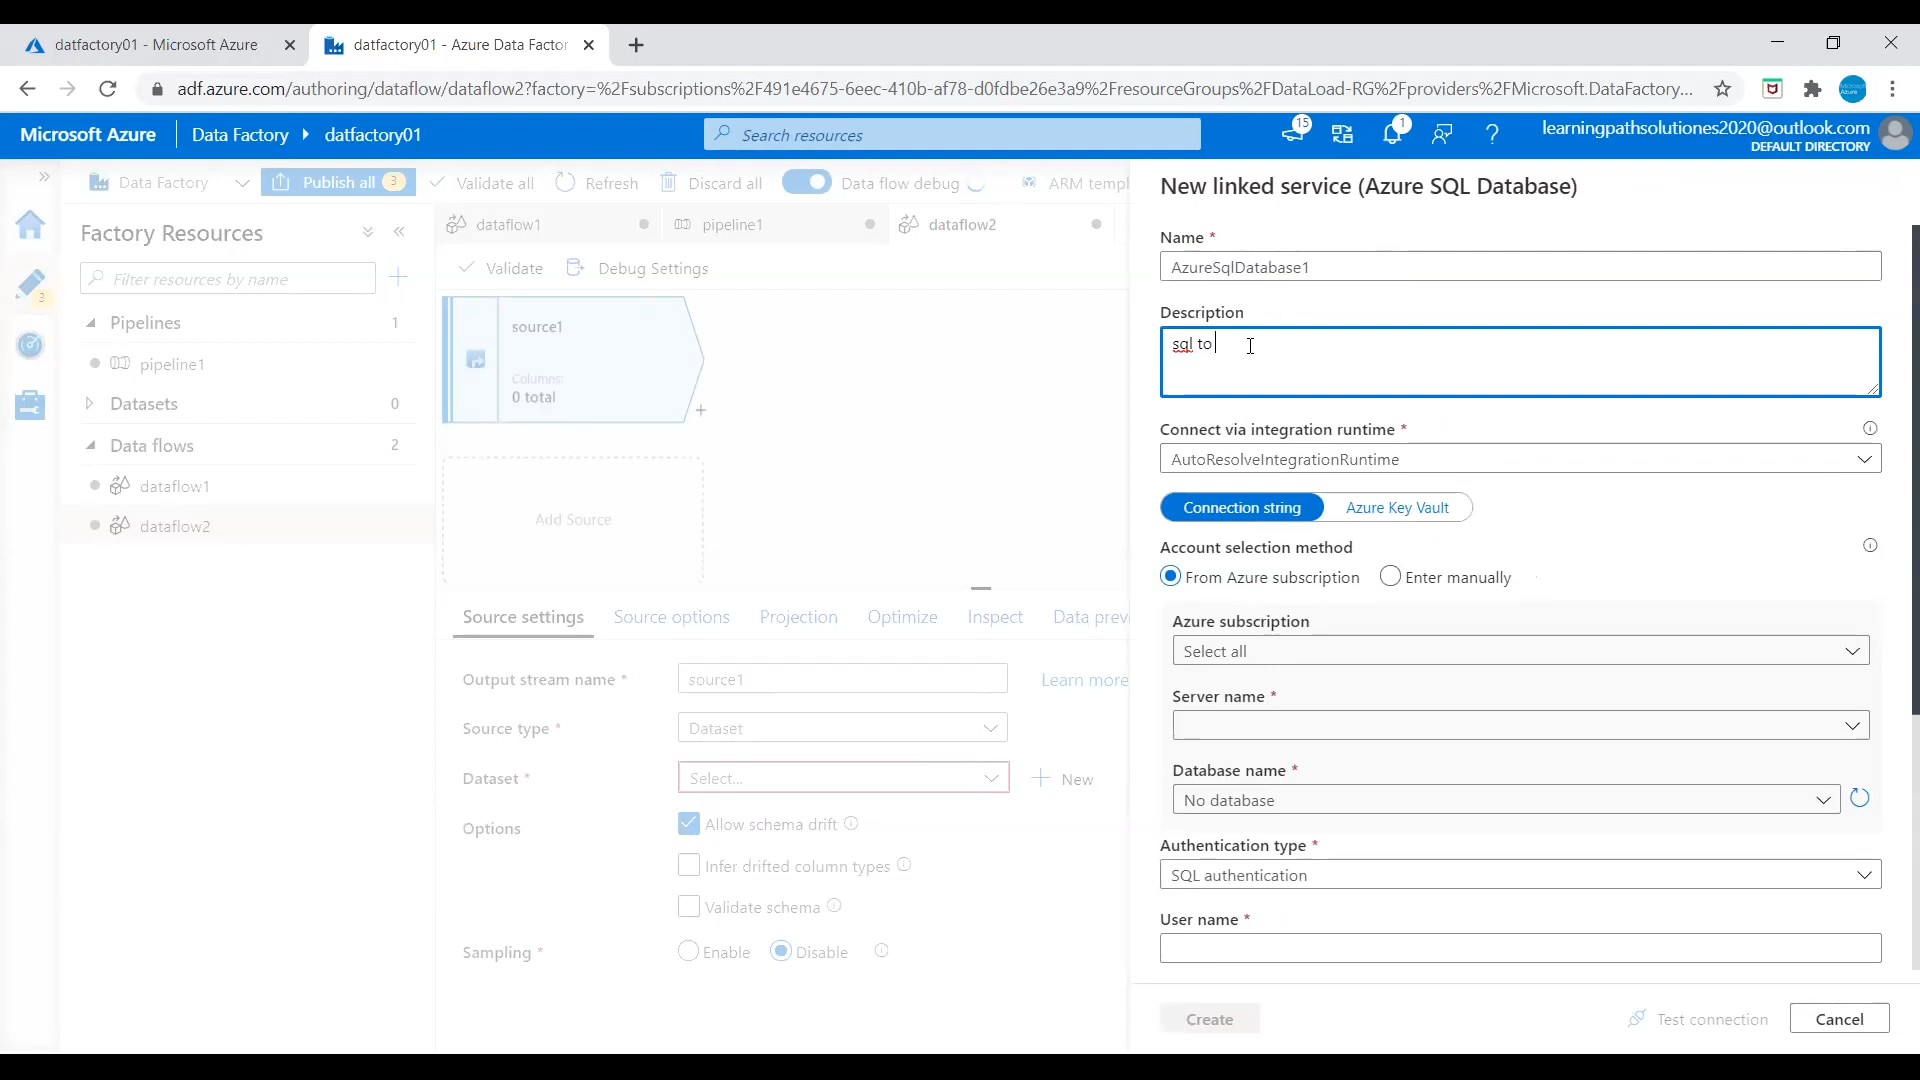 datfactory01 - Microsoft Azure
datfactory01 - Azure Data Factor
adf.azure.com/authoring/dataflow/dataflow2?factory=%2Fsubscriptions%2F491e4675-6eec-410b-af78-d0fdbe26e3a9%2FresourceGroups%2FDataLoad-RG%2Fproviders%2FMicrosoft.DataFactory...
Microsoft Azure
Data Factory
datfactory01
Search resources
15
1
learningpathsolutiones2020@outlook.com
DEFAULT DIRECTORY
Data Factory
Publish all 3
Validate all
Refresh
Discard all
Data flow debug
ARM templ
3
Factory Resources
Filter resources by name
Pipelines 1
pipeline1
Datasets 0
Data flows 2
dataflow1
dataflow2
dataflow1
pipeline1
dataflow2
Validate
Debug Settings
source1
Columns:
0 total
Add Source
Source settings
Source options
Projection
Optimize
Inspect
Data prev
Output stream name *
source1
Learn more
Source type *
Dataset
Dataset *
Select...
New
Options
Allow schema drift
Infer drifted column types
Validate schema
Sampling *
Enable
Disable
New linked service (Azure SQL Database)
Name *
AzureSqlDatabase1
Description
sql to
Connect via integration runtime *
AutoResolveIntegrationRuntime
Connection string
Azure Key Vault
Account selection method
From Azure subscription
Enter manually
Azure subscription
Select all
Server name *
Database name *
No database
Authentication type *
SQL authentication
User name *
Create
Test connection
Cancel